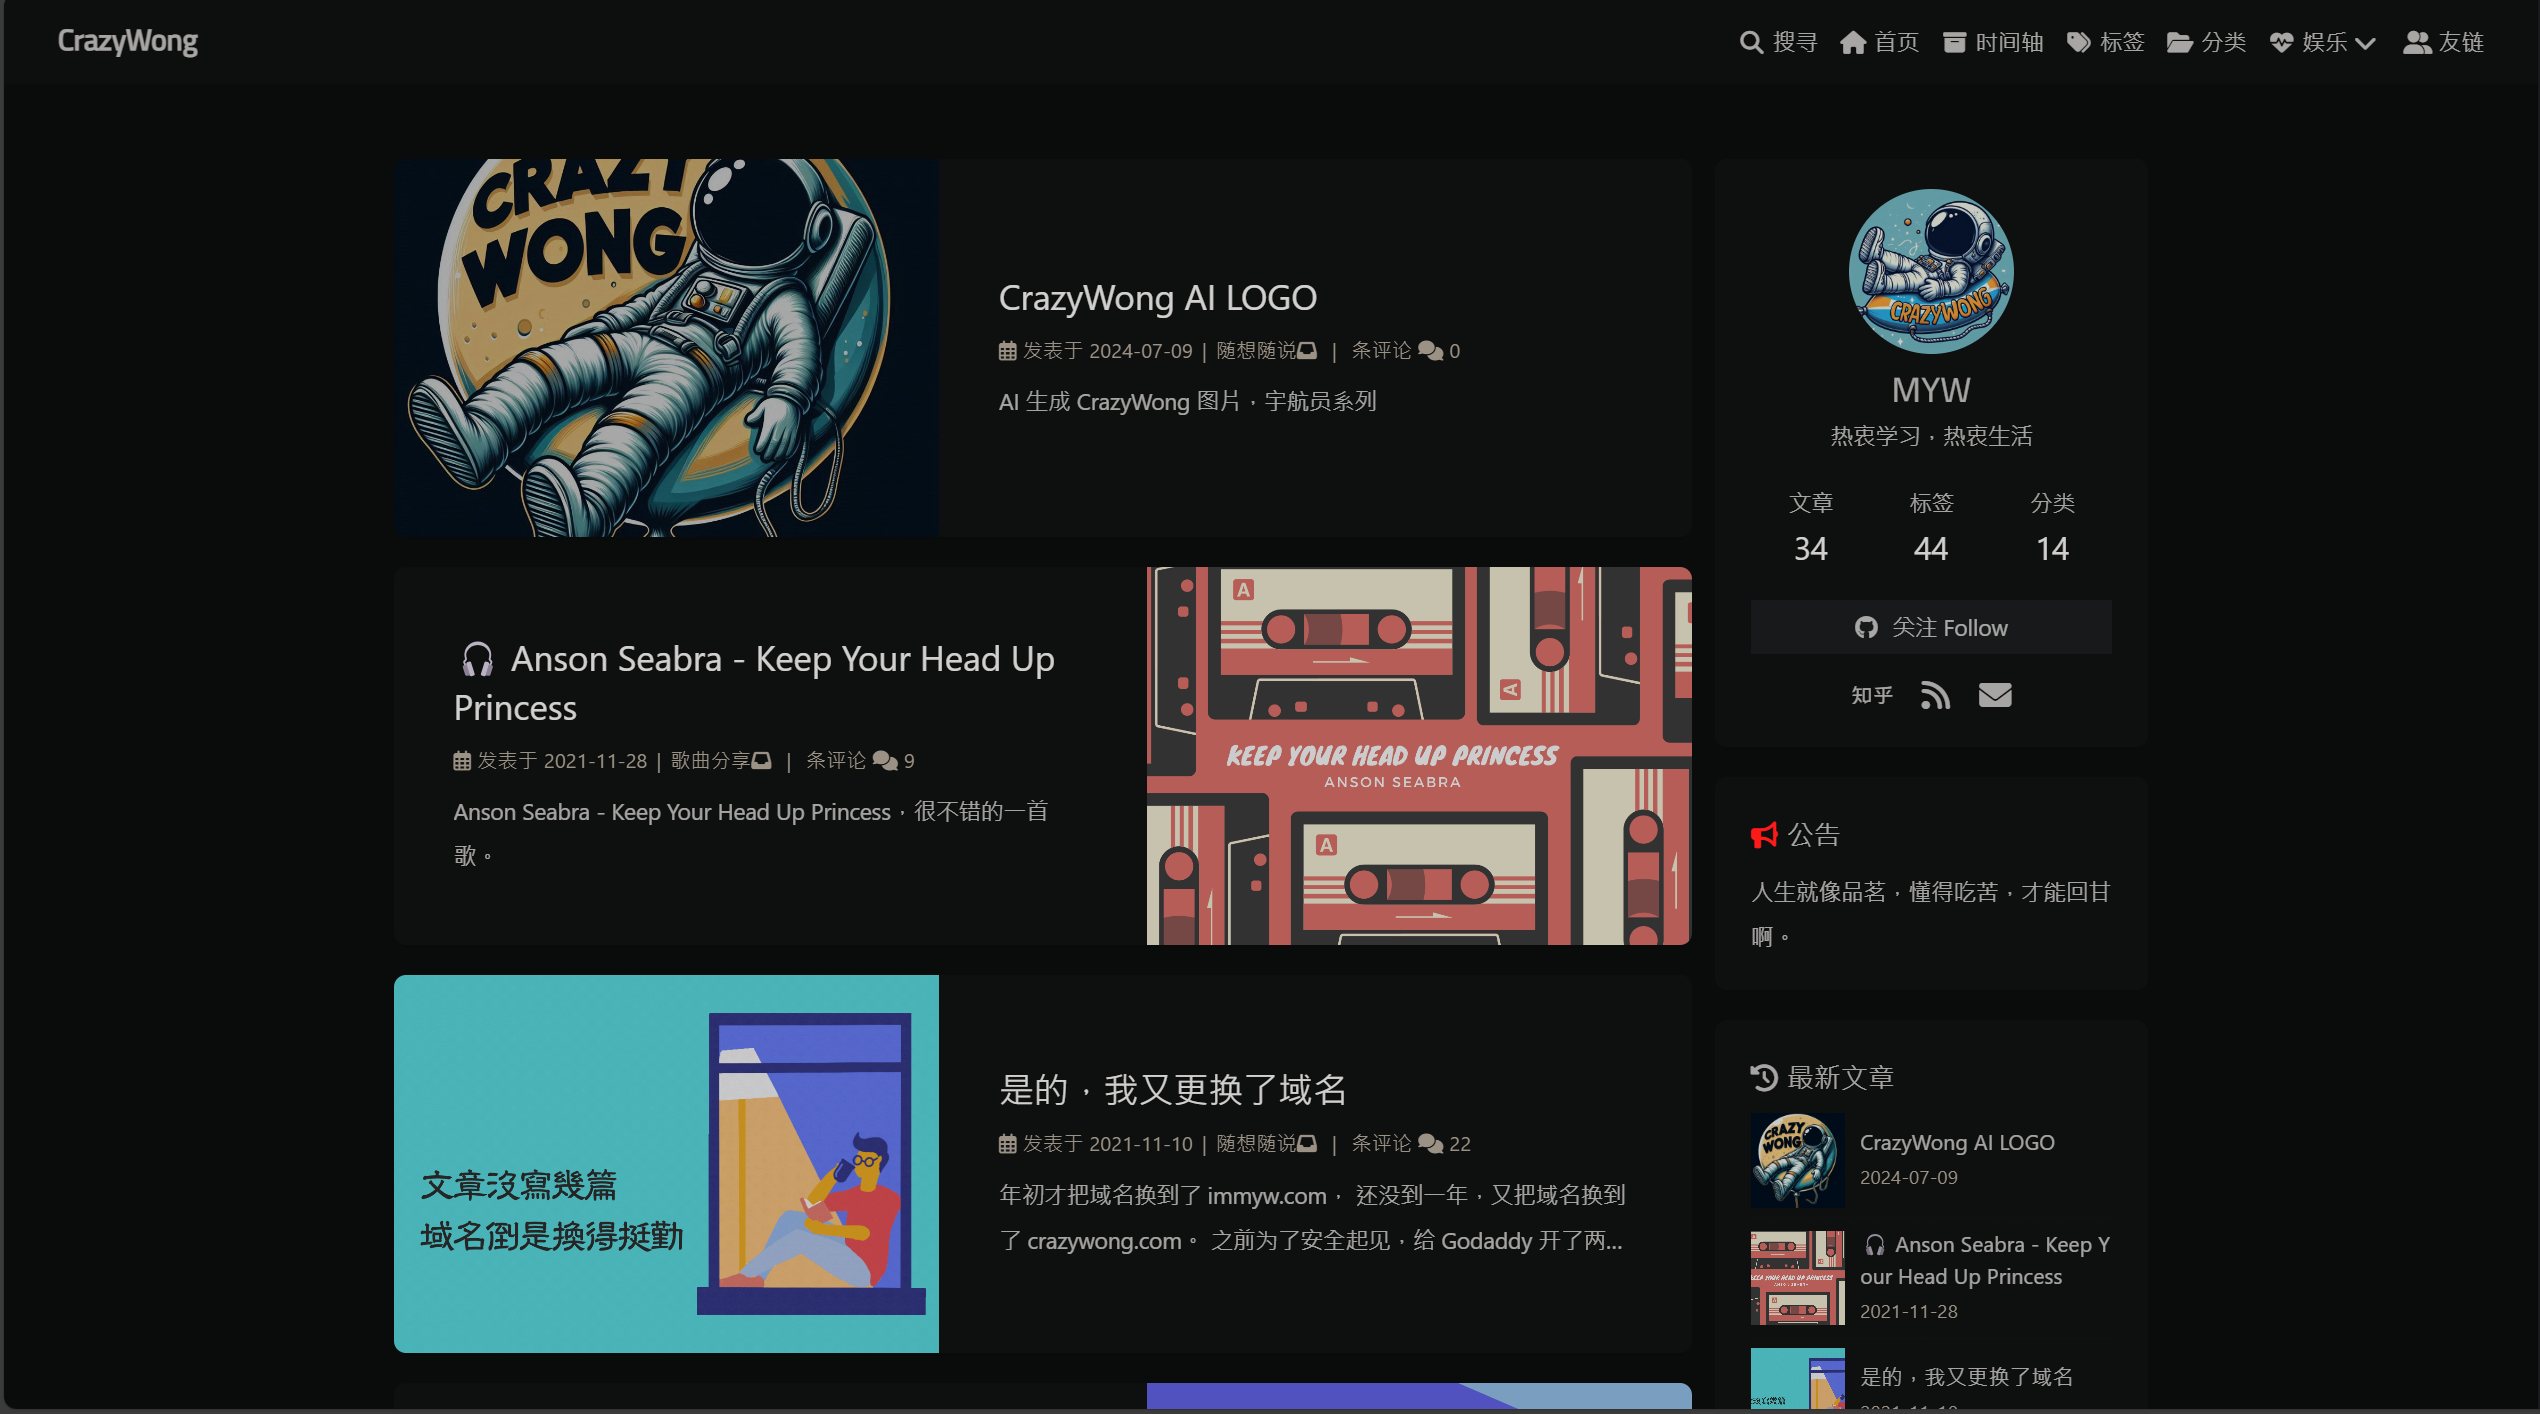 CrazyWong
搜寻 首页 时间轴 标签 分类 娱乐 友链
CRAZY
WONG
CrazyWong AI LOGO
发表于 2024-07-09 | 随想随说 | 条评论 0
AI 生成 CrazyWong 图片，宇航员系列
Anson Seabra - Keep Your Head Up
Princess
发表于 2021-11-28 | 歌曲分享 | 条评论 9
Anson Seabra - Keep Your Head Up Princess，很不错的一首
歌。
A
A
KEEP YOUR HEAD UP PRINCESS
ANSON SEABRA
A
文章沒寫幾篇
域名倒是換得挺勤
是的，我又更换了域名
发表于 2021-11-10 | 随想随说 | 条评论 22
年初才把域名换到了 immyw.com， 还没到一年，又把域名换到
了 crazywong.com。 之前为了安全起见，给 Godaddy 开了两...
CRAZYWONG
MYW
热衷学习，热衷生活
文章 标签 分类
34 44 14
关注 Follow
知乎
公告
人生就像品茗，懂得吃苦，才能回甘
啊。
最新文章
CRAZY
WONG
CrazyWong AI LOGO
2024-07-09
KEEP YOUR HEAD UP PRINCESS
Anson Seabra - Keep Y
our Head Up Princess
2021-11-28
是的，我又更换了域名
2021-11-10